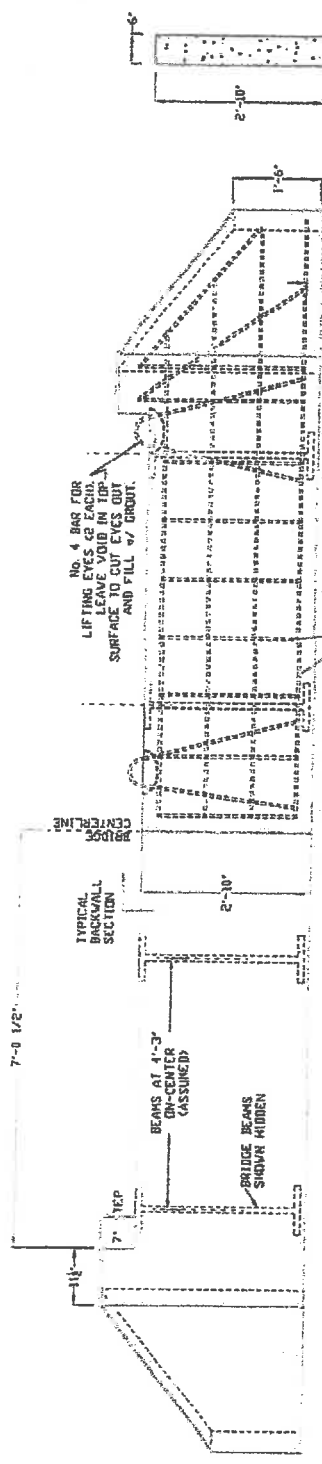 7'-0 1/2"
11½"
7" TYP
TYPICAL
BACKWALL
SECTION
BRIDGE
CENTERLINE
BEAMS AT 4'-3"
ON-CENTER
(ASSUMED)
BRIDGE BEAMS
SHOWN HIDDEN
2'-10"
No. 4 BAR FOR
LIFTING EYES (2 EACH).
LEAVE VOID IN TOP
SURFACE TO CUT EYES OUT
AND FILL w/ GROUT.
1'-6"
2'-10"
6"